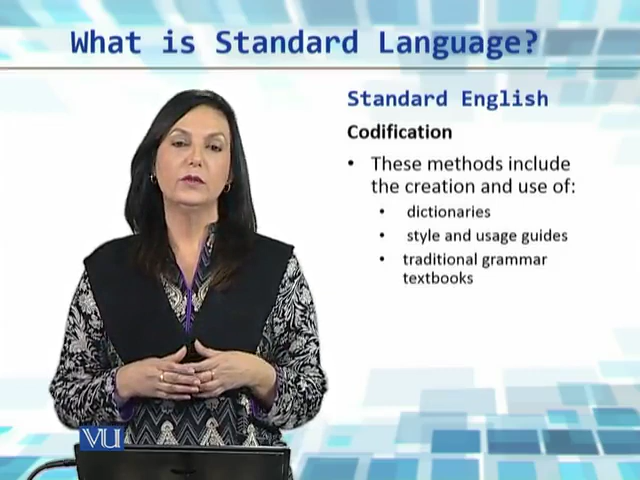 What is Standard Language?
Standard English
Codification
• These methods include
the creation and use of:
• dictionaries
• style and usage guides
• traditional grammar
textbooks
VU